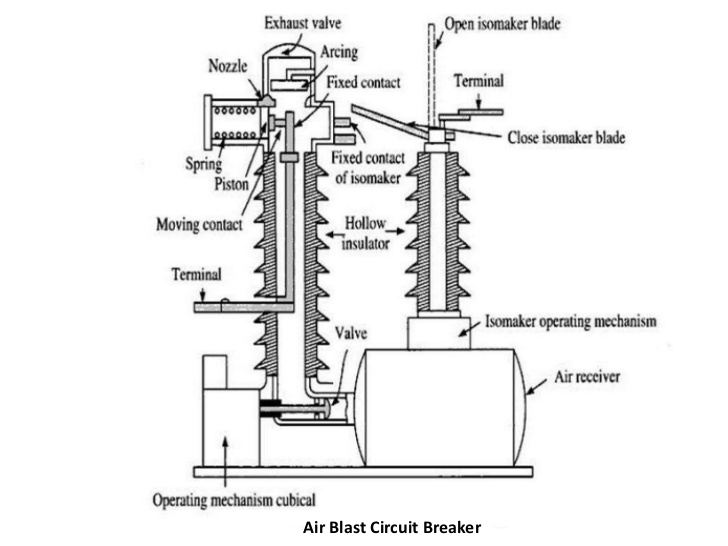 Exhaust valve
Open isomaker blade
Arcing
Nozzle
Fixed contact
Terminal
Close isomaker blade
Spring
Fixed contact
of isomaker
Piston
Moving contact
Hollow
insulator
Terminal
Isomaker operating mechanism
Valve
Air receiver
Operating mechanism cubical
Air Blast Circuit Breaker